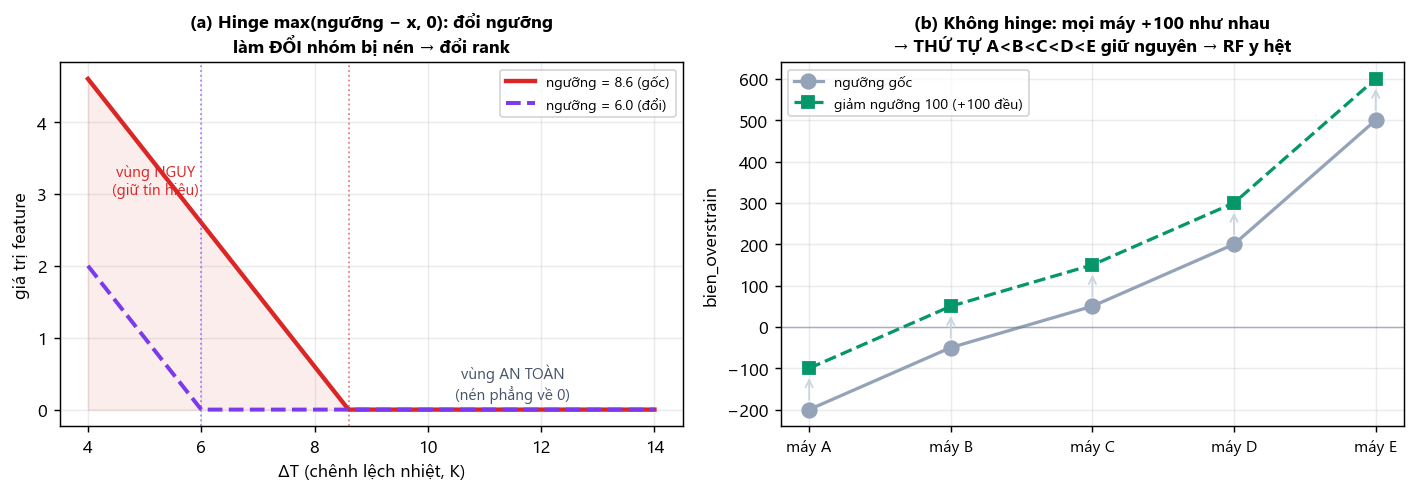 (a) Hinge max(ngưỡng − x, 0): đổi ngưỡng
làm ĐỔI nhóm bị nén → đổi rank
ngưỡng = 8.6 (gốc)
ngưỡng = 6.0 (đổi)
vùng NGUY
(giữ tín hiệu)
vùng AN TOÀN
(nén phẳng về 0)
giá trị feature
4
3
2
1
0
4
6
8
10
12
14
ΔT (chênh lệch nhiệt, K)
(b) Không hinge: mọi máy +100 như nhau
→ THỨ TỰ A<B<C<D<E giữ nguyên → RF y hệt
ngưỡng gốc
giảm ngưỡng 100 (+100 đều)
bien_overstrain
600
500
400
300
200
100
0
−100
−200
máy A
máy B
máy C
máy D
máy E